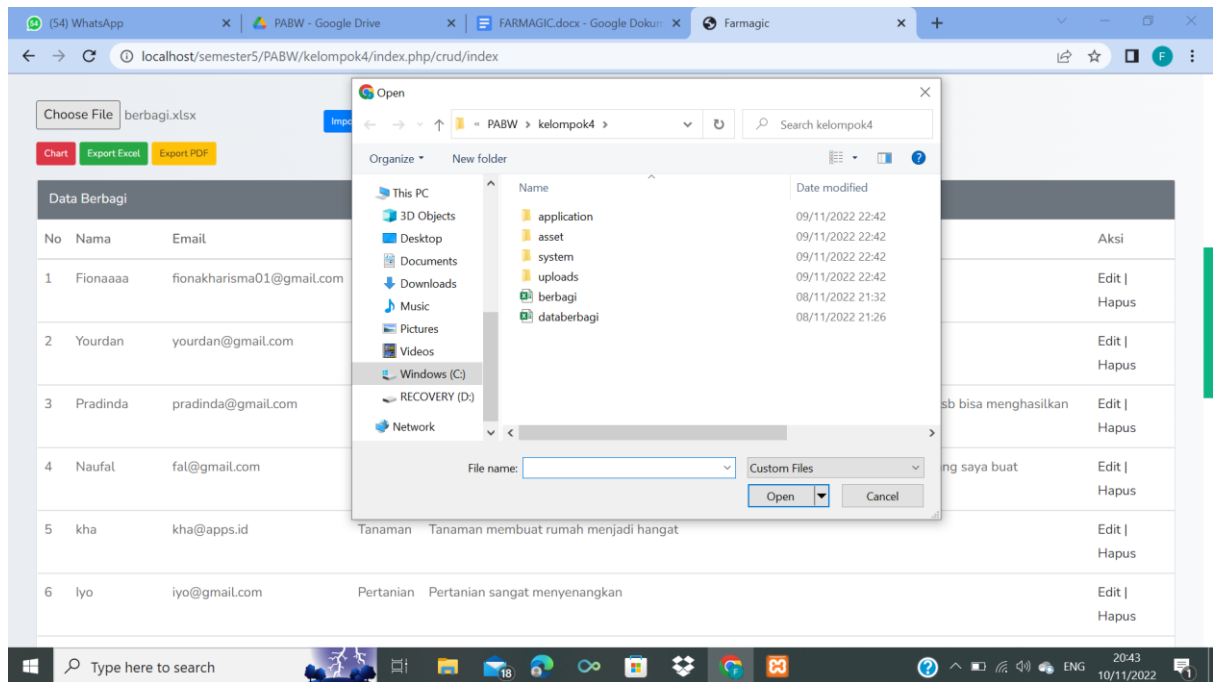 54 (54) WhatsApp PABW - Google Drive FARMAGIC.docx - Google Dokum Farmagic
localhost/semester5/PABW/kelompok4/index.php/crud/index F
Choose File berbagi.xlsx Impo
Chart Export Excel Export PDF
Data Berbagi
No Nama Email Aksi
1 Fionaaaa fionakharisma01@gmail.com Edit |
Hapus
2 Yourdan yourdan@gmail.com Edit |
Hapus
3 Pradinda pradinda@gmail.com sb bisa menghasilkan Edit |
Hapus
4 Naufal fal@gmail.com ng saya buat Edit |
Hapus
5 kha kha@apps.id Tanaman Tanaman membuat rumah menjadi hangat Edit |
Hapus
6 Iyo iyo@gmail.com Pertanian Pertanian sangat menyenangkan Edit |
Hapus
Open
« PABW > kelompok4 > Search kelompok4
Organize New folder
This PC
3D Objects
Desktop
Documents
Downloads
Music
Pictures
Videos
Windows (C:)
RECOVERY (D:)
Network
Name Date modified
application 09/11/2022 22:42
asset 09/11/2022 22:42
system 09/11/2022 22:42
uploads 09/11/2022 22:42
berbagi 08/11/2022 21:32
databerbagi 08/11/2022 21:26
File name: Custom Files
Open Cancel
Type here to search 18 ENG 20:43
10/11/2022 1